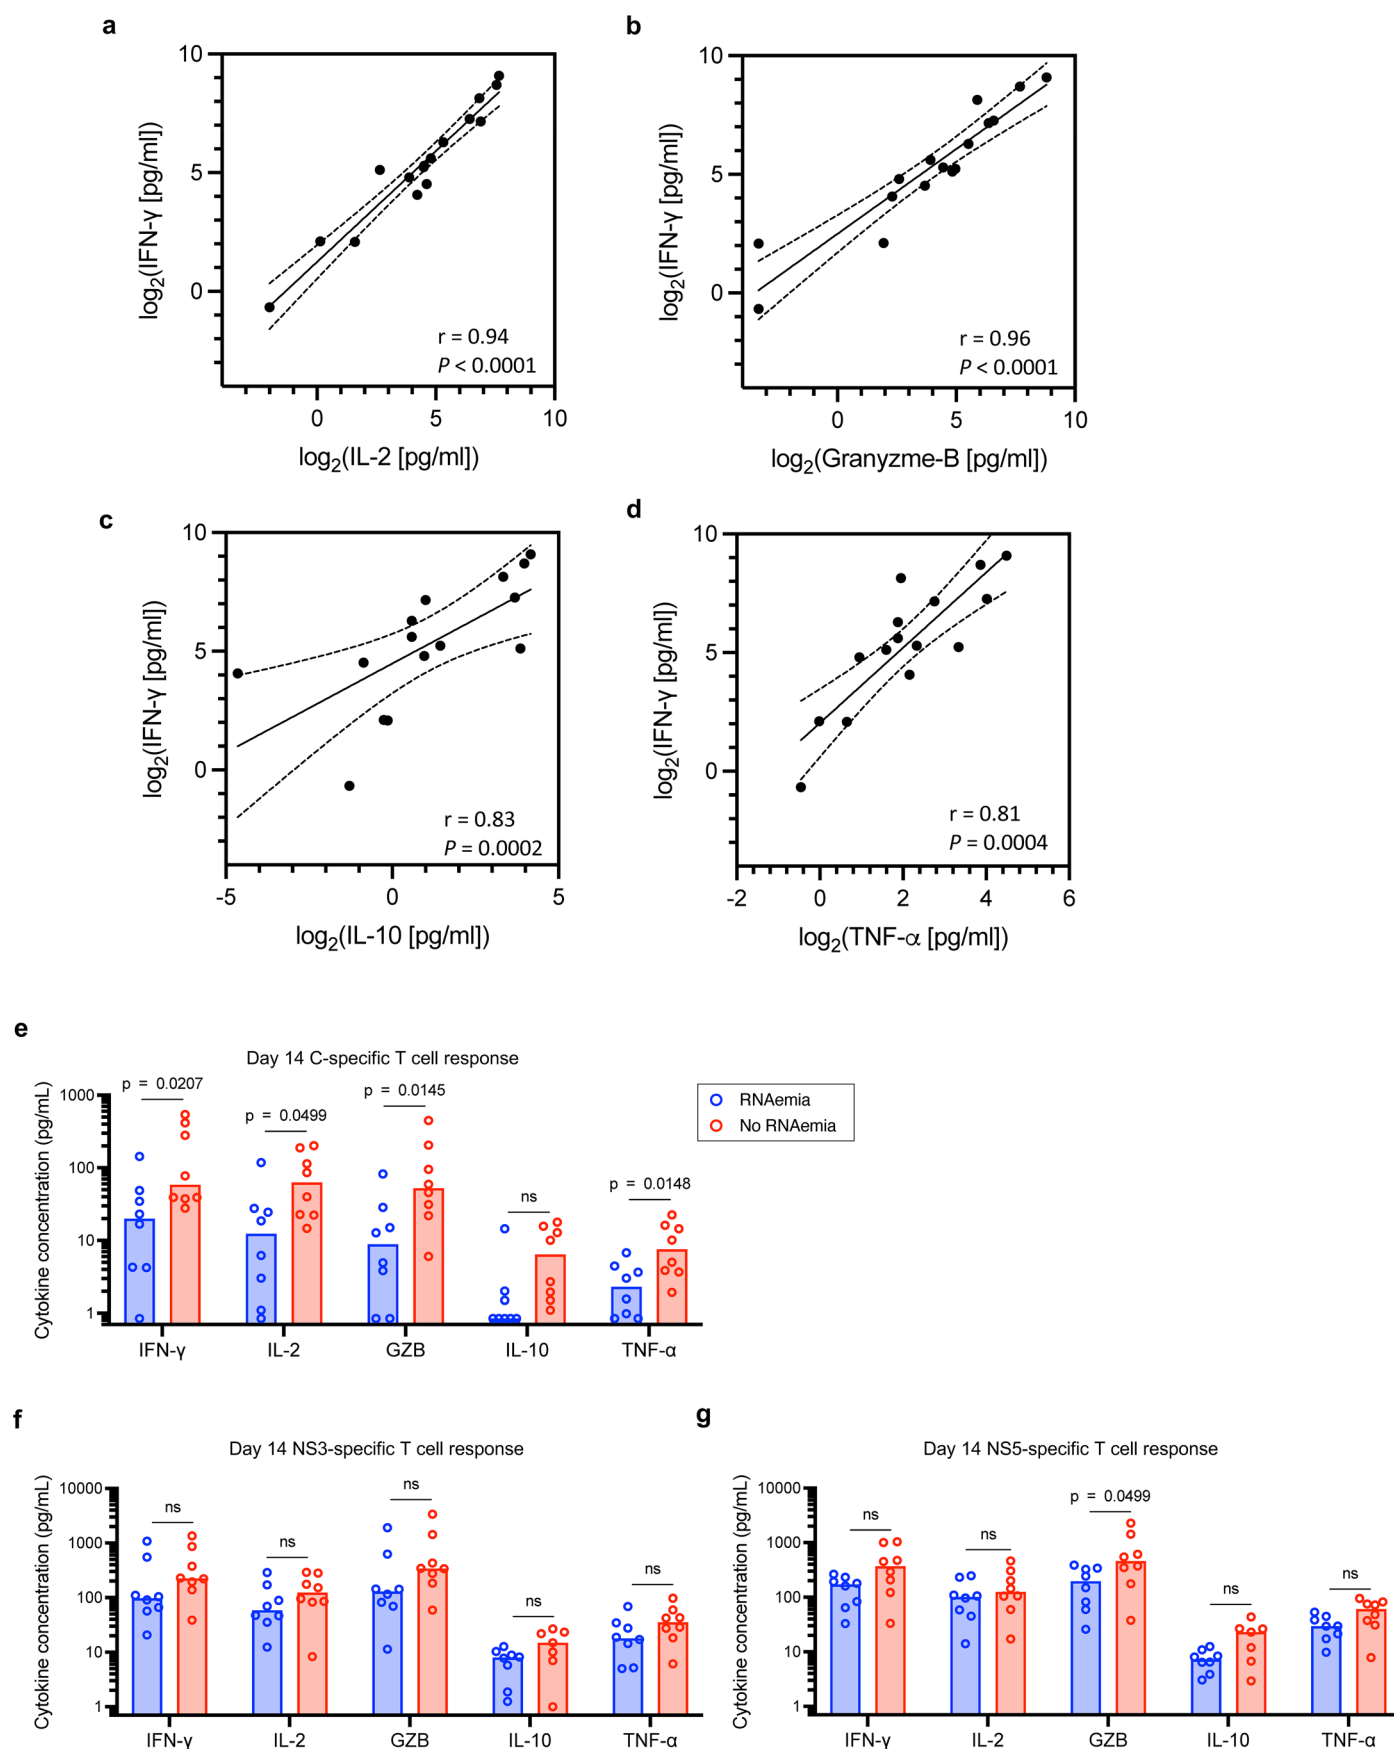 a
10
5
0
log2(IFN-γ [pg/ml])
r = 0.94
P < 0.0001
0 5 10
log2(IL-2 [pg/ml])
b
10
5
0
log2(IFN-γ [pg/ml])
r = 0.96
P < 0.0001
0 5 10
log2(Granyzme-B [pg/ml])
c
10
5
0
log2(IFN-γ [pg/ml])
r = 0.83
P = 0.0002
-5 0 5
log2(IL-10 [pg/ml])
d
10
5
0
log2(IFN-γ [pg/ml])
r = 0.81
P = 0.0004
-2 0 2 4 6
log2(TNF-α [pg/ml])
e
Day 14 C-specific T cell response
Cytokine concentration (pg/mL)
1000
100
10
1
p = 0.0207
p = 0.0499
p = 0.0145
ns
p = 0.0148
IFN-γ IL-2 GZB IL-10 TNF-α
RNAemia
No RNAemia
f
Day 14 NS3-specific T cell response
Cytokine concentration (pg/mL)
10000
1000
100
10
1
ns
ns
ns
ns
ns
IFN-γ IL-2 GZB IL-10 TNF-α
g
Day 14 NS5-specific T cell response
Cytokine concentration (pg/mL)
10000
1000
100
10
1
ns
ns
p = 0.0499
ns
ns
IFN-γ IL-2 GZB IL-10 TNF-α